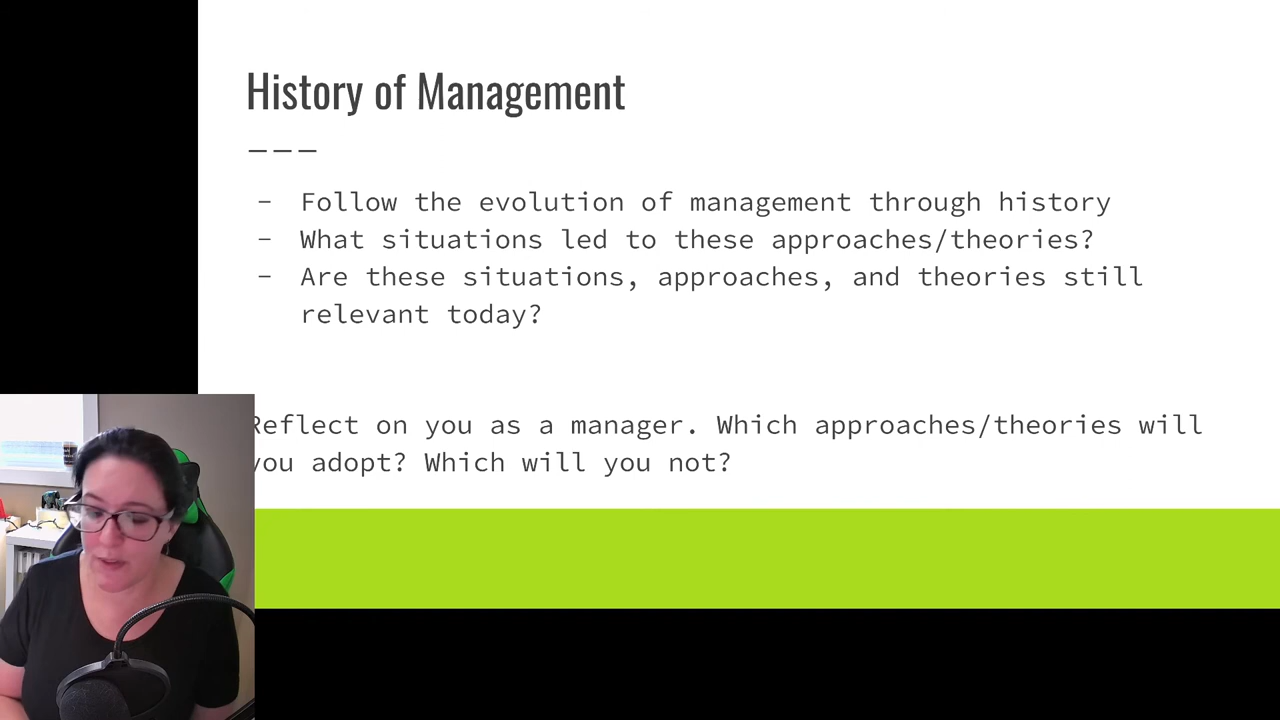 History of Management
———
- Follow the evolution of management through history
- What situations led to these approaches/theories?
- Are these situations, approaches, and theories still
relevant today?
Reflect on you as a manager. Which approaches/theories will
you adopt? Which will you not?